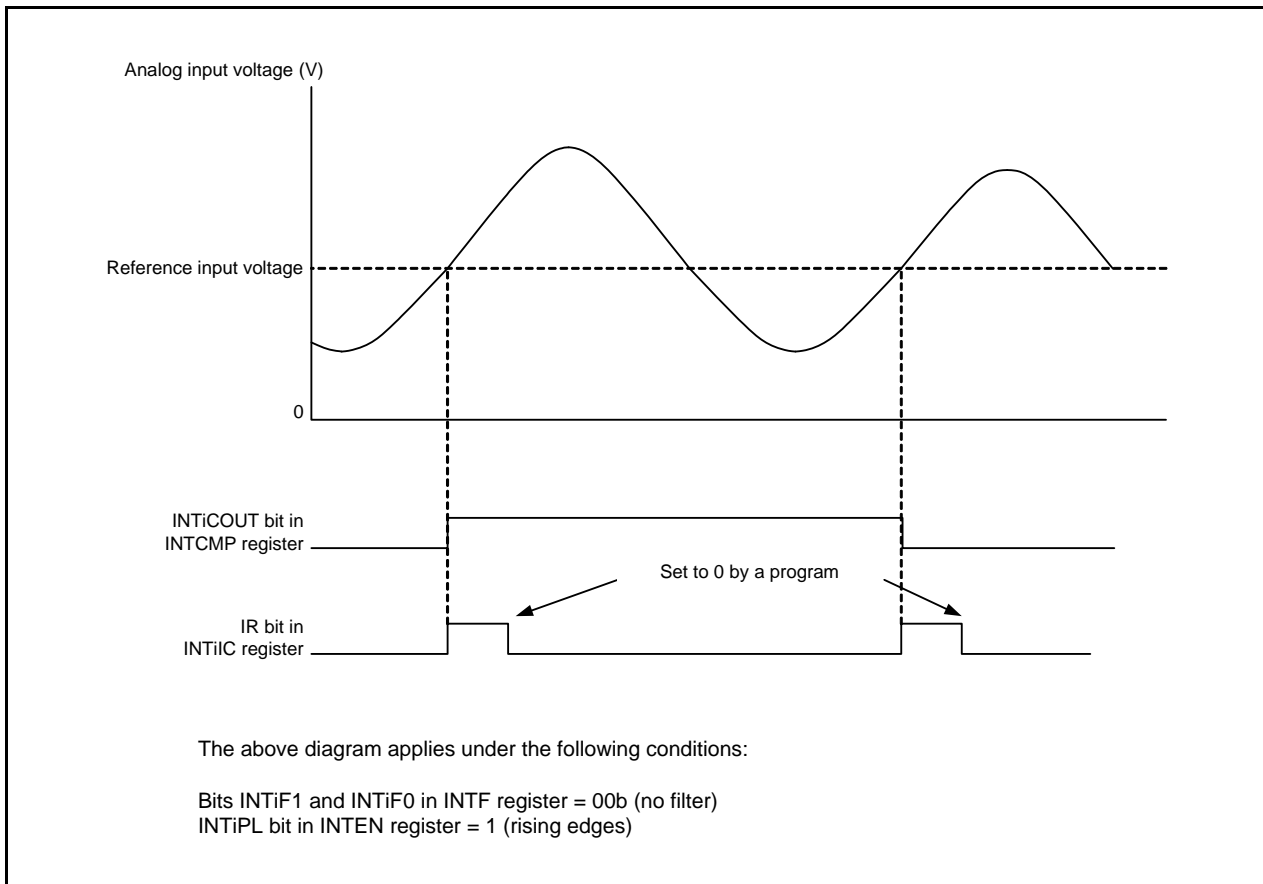 Analog input voltage (V)
Reference input voltage
0
INTiCOUT bit in
INTCMP register
Set to 0 by a program
IR bit in
INTiIC register
The above diagram applies under the following conditions:
Bits INTiF1 and INTiF0 in INTF register = 00b (no filter)
INTiPL bit in INTEN register = 1 (rising edges)